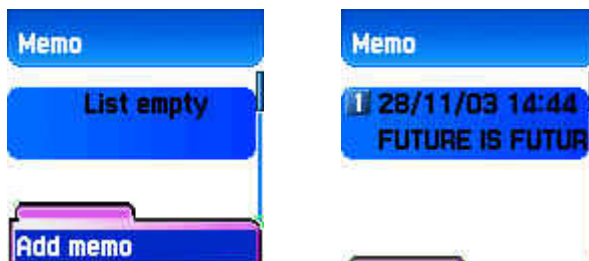 Memo
List empty
Add memo
Memo
1 28/11/03 14:44
FUTURE IS FUTUR